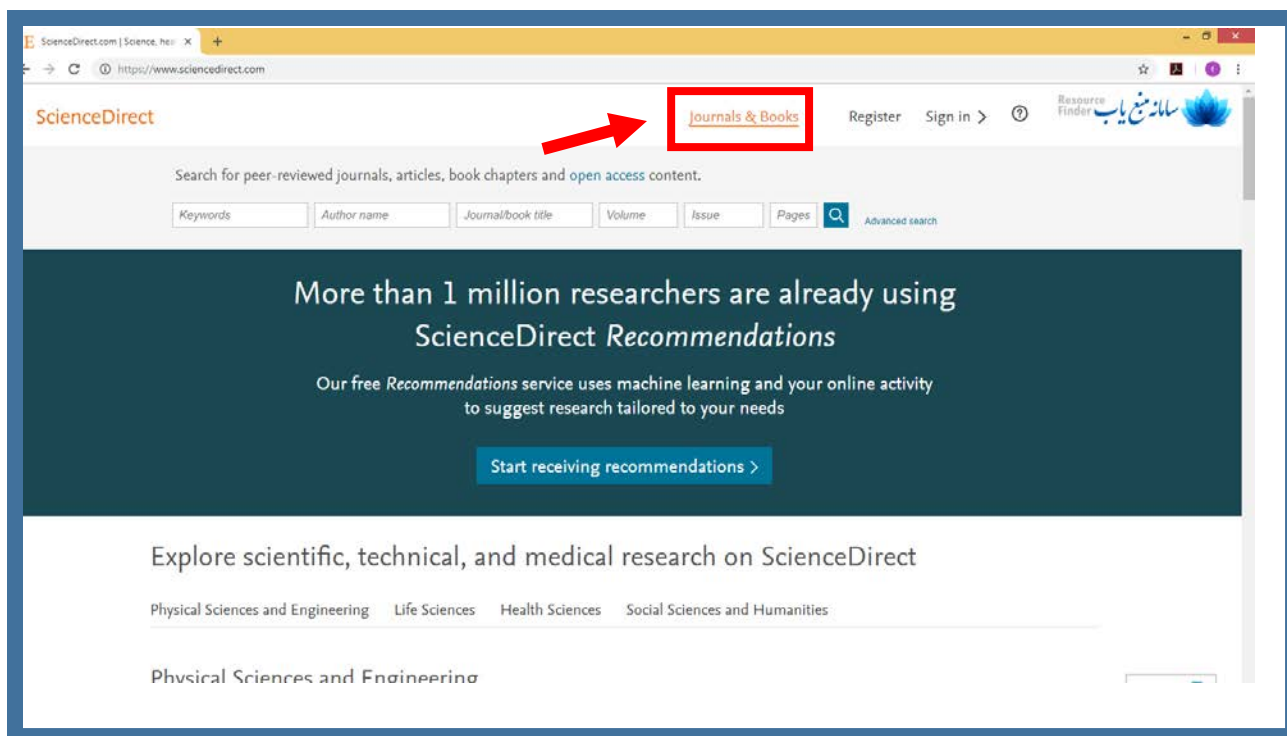 ScienceDirect.com | Science, hea
https://www.sciencedirect.com
ScienceDirect
Journals & Books
Register
Sign in >
Resource
Finder
سامانه منبع یاب
Search for peer-reviewed journals, articles, book chapters and open access content.
Keywords
Author name
Journal/book title
Volume
Issue
Pages
Advanced search
More than 1 million researchers are already using
ScienceDirect Recommendations
Our free Recommendations service uses machine learning and your online activity
to suggest research tailored to your needs
Start receiving recommendations >
Explore scientific, technical, and medical research on ScienceDirect
Physical Sciences and Engineering
Life Sciences
Health Sciences
Social Sciences and Humanities
Physical Sciences and Engineering